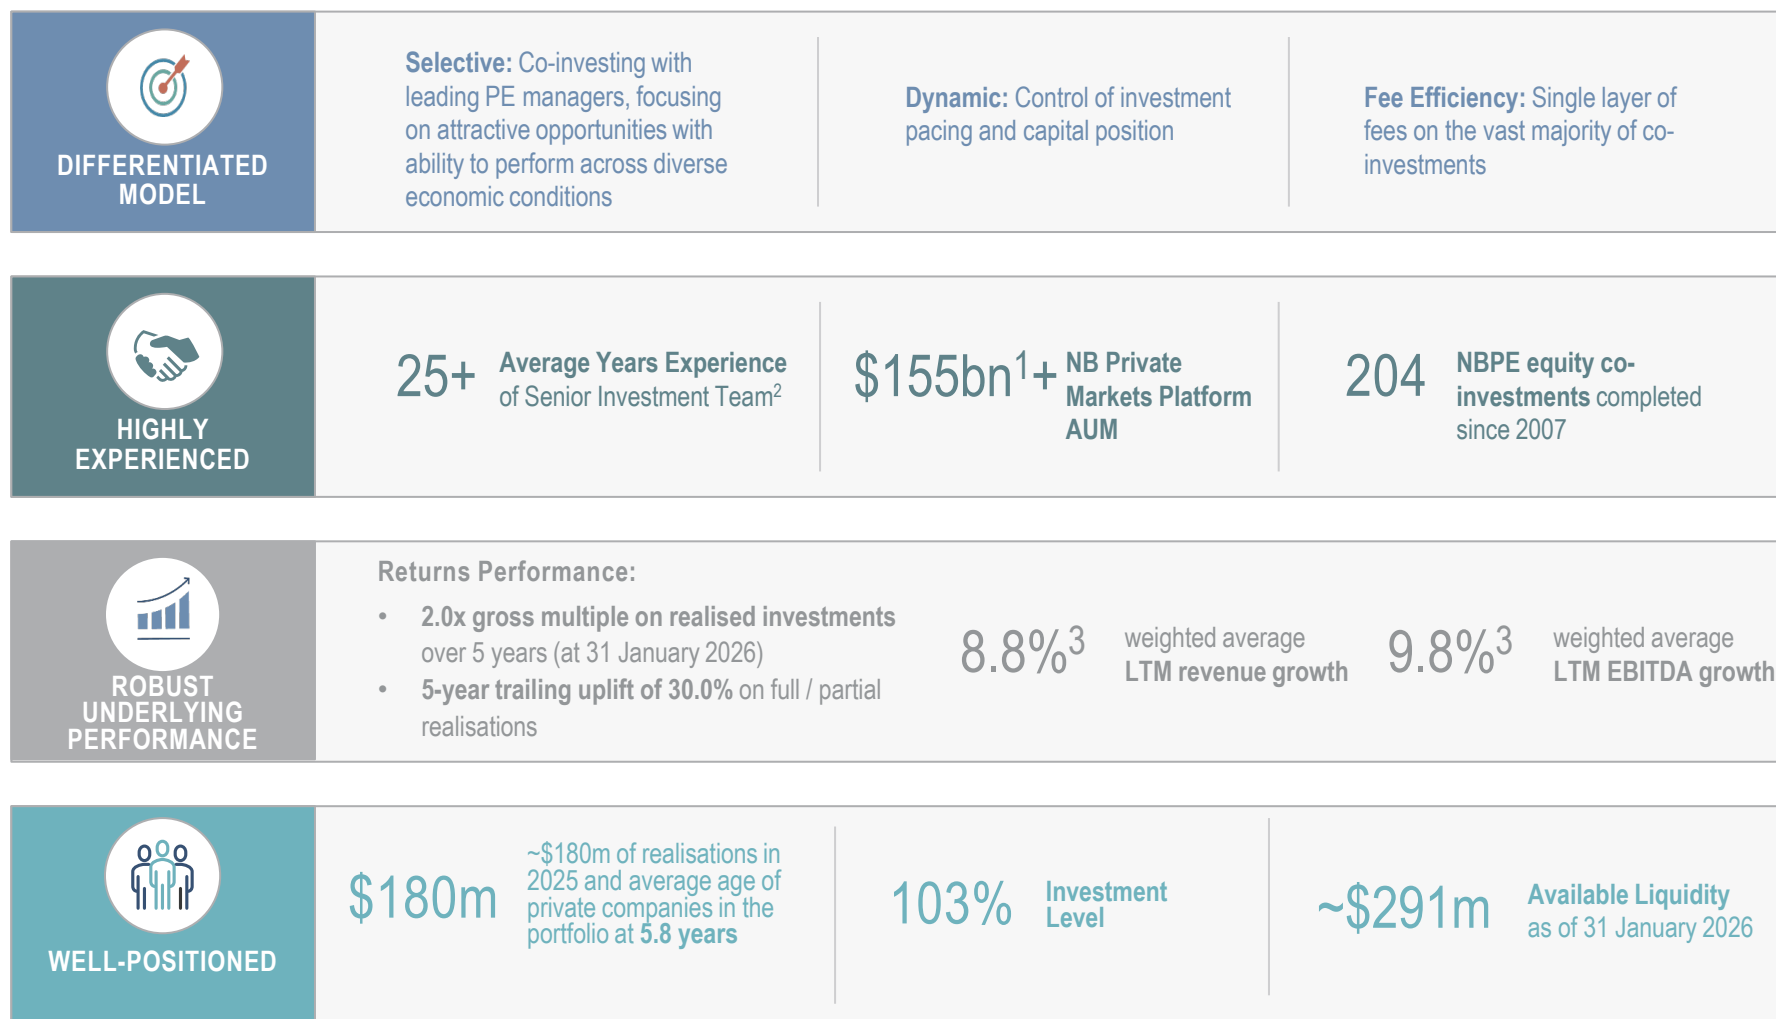 DIFFERENTIATED
MODEL
Selective: Co-investing with
leading PE managers, focusing
on attractive opportunities with
ability to perform across diverse
economic conditions
Dynamic: Control of investment
pacing and capital position
Fee Efficiency: Single layer of
fees on the vast majority of co-
investments
HIGHLY
EXPERIENCED
25+
Average Years Experience
of Senior Investment Team²
$155bn¹+
NB Private
Markets Platform
AUM
204
NBPE equity co-
investments completed
since 2007
ROBUST
UNDERLYING
PERFORMANCE
Returns Performance:
• 2.0x gross multiple on realised investments
over 5 years (at 31 January 2026)
• 5-year trailing uplift of 30.0% on full / partial
realisations
8.8%³
weighted average
LTM revenue growth
9.8%³
weighted average
LTM EBITDA growth
WELL-POSITIONED
$180m
~$180m of realisations in
2025 and average age of
private companies in the
portfolio at 5.8 years
103%
Investment
Level
~$291m
Available Liquidity
as of 31 January 2026